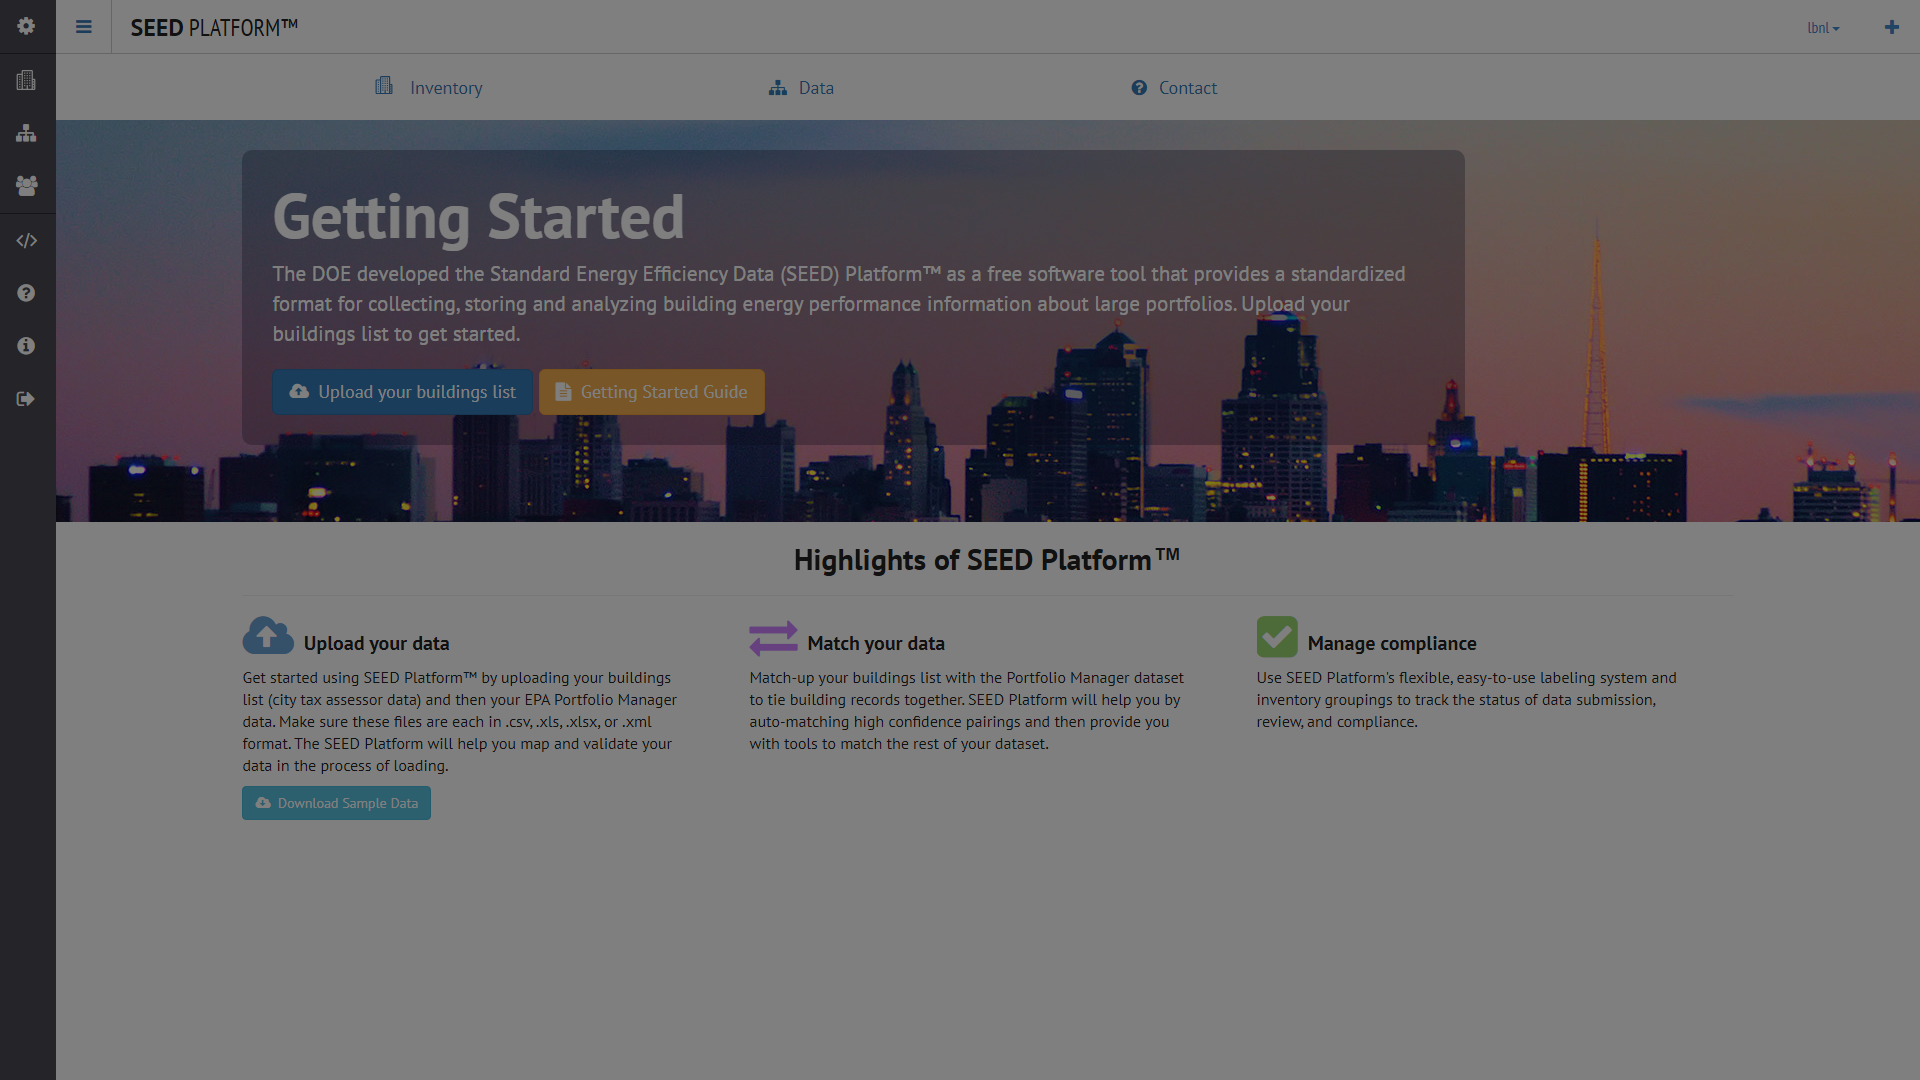 SEED PLATFORM™
lbnl
Inventory
Data
Contact
Getting Started
The DOE developed the Standard Energy Efficiency Data (SEED) Platform™ as a free software tool that provides a standardized
format for collecting, storing and analyzing building energy performance information about large portfolios. Upload your
buildings list to get started.
Upload your buildings list
Getting Started Guide
Highlights of SEED Platform™
Upload your data
Get started using SEED Platform™ by uploading your buildings
list (city tax assessor data) and then your EPA Portfolio Manager
data. Make sure these files are each in .csv, .xls, .xlsx, or .xml
format. The SEED Platform will help you map and validate your
data in the process of loading.
Download Sample Data
Match your data
Match-up your buildings list with the Portfolio Manager dataset
to tie building records together. SEED Platform will help you by
auto-matching high confidence pairings and then provide you
with tools to match the rest of your dataset.
Manage compliance
Use SEED Platform's flexible, easy-to-use labeling system and
inventory groupings to track the status of data submission,
review, and compliance.